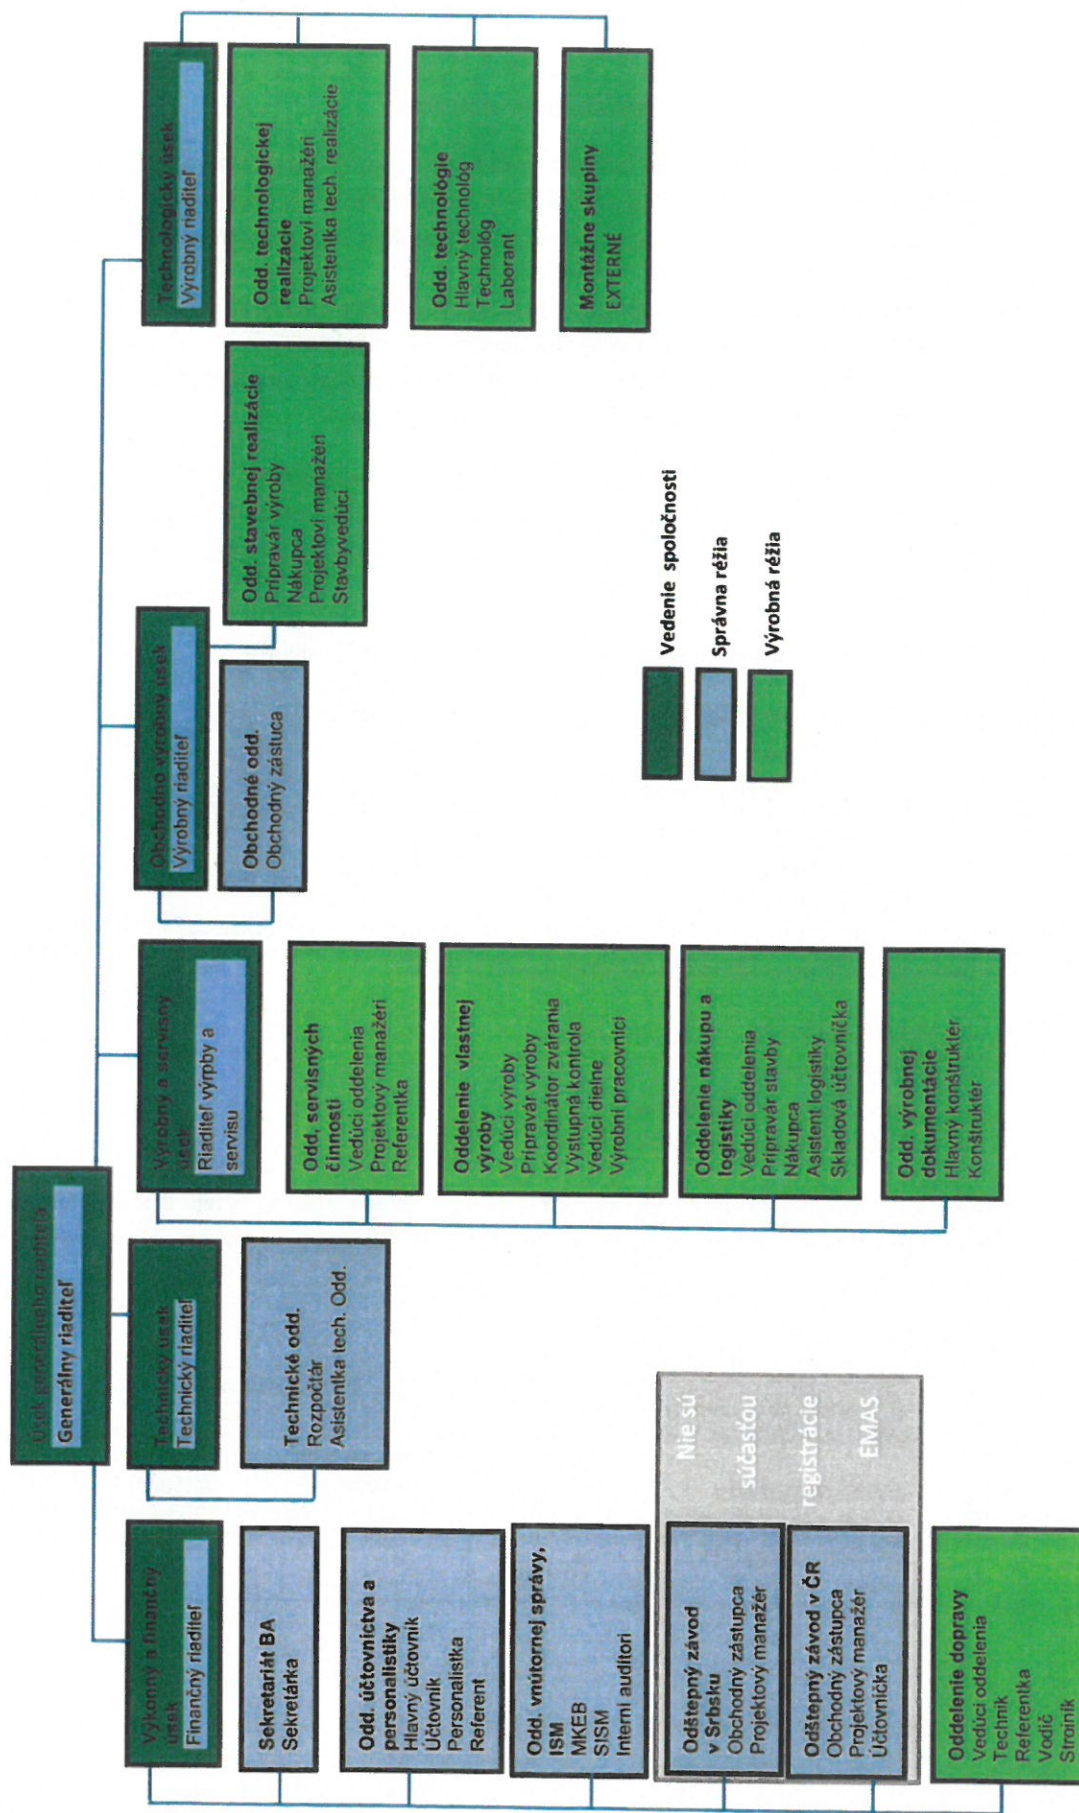 Úsek generálneho riaditeľa
Generálny riaditeľ
Výkonný a finančný
úsek
Finančný riaditeľ
Sekretariát BA
Sekretárka
Odd. účtovníctva a
personalistiky
Hlavný účtovník
Účtovník
Personalistka
Referent
Odd. vnútornej správy,
ISM
MKEB
SISM
Interní auditori
Odštepný závod
v Srbsku
Obchodný zástupca
Projektový manažér
Odštepný závod v ČR
Obchodný zástupca
Projektový manažér
Účtovníčka
Nie sú
súčasťou
registrácie
EMAS
Oddelenie dopravy
Vedúci oddelenia
Technik
Referentka
Vodič
Strojník
Technický úsek
Technický riaditeľ
Technické odd.
Rozpočtár
Asistentka tech. Odd.
Výrobný a servisný
úsek
Riaditeľ výrpby a
servisu
Odd. servisných
činností
Vedúci oddelenia
Projektový manažéri
Referentka
Oddelenie vlastnej
výroby
Vedúci výroby
Prípravár výroby
Koordinátor zvárania
Výstupná kontrola
Vedúci dielne
Výrobní pracovníci
Oddelenie nákupu a
logistiky
Vedúci oddelenia
Prípravár stavby
Nákupca
Asistent logistiky
Skladová účtovníčka
Odd. výrobnej
dokumentácie
Hlavný konštruktér
Konštruktér
Obchodno výrobný úsek
Výrobný riaditeľ
Obchodné odd.
Obchodný zástuca
Odd. stavebnej realizácie
Prípravár výroby
Nákupca
Projektoví manažéri
Stavbyvedúci
Technologický úsek
Výrobný riaditeľ
Odd. technologickej
realizácie
Projektoví manažéri
Asistentka tech. realizácie
Odd. technológie
Hlavný technológ
Technológ
Laborant
Montážne skupiny
EXTERNÉ
Vedenie spoločnosti
Správna réžia
Výrobná réžia